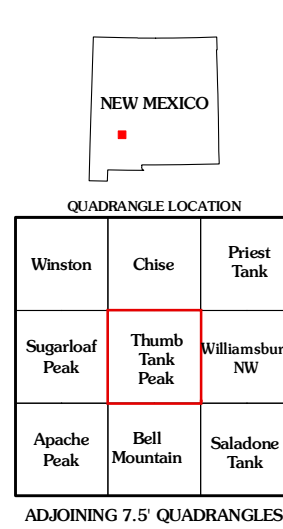 NEW MEXICO
QUADRANGLE LOCATION
Winston Chise Priest
Tank
Sugarloaf
Peak Thumb
Tank
Peak Williamsbur
NW
Apache
Peak Bell
Mountain Saladone
Tank
ADJOINING 7.5' QUADRANGLES